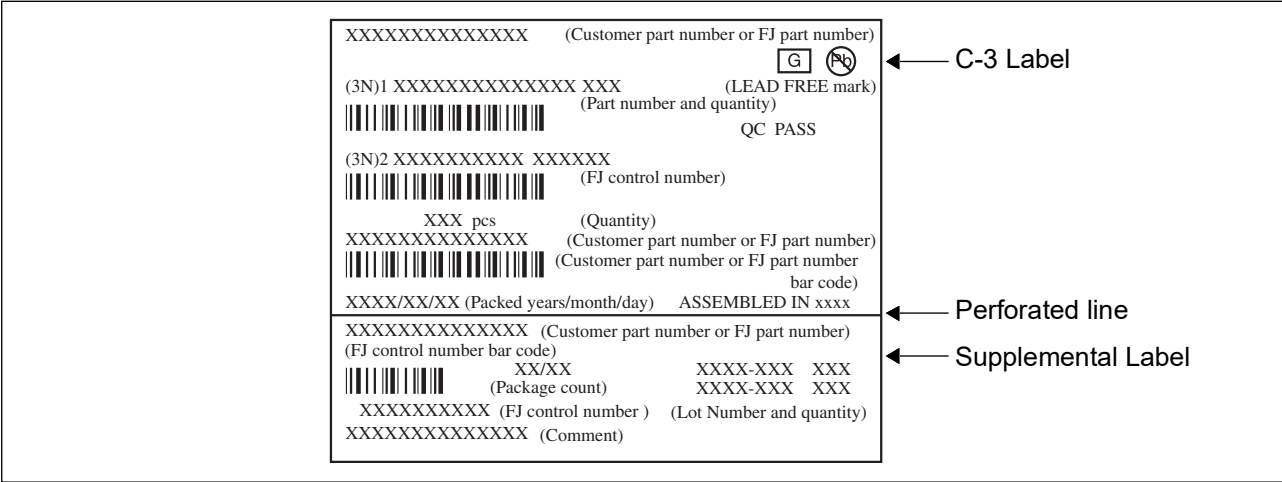 XXXXXXXXXXXXXX (Customer part number or FJ part number)
G Pb
C-3 Label
(3N)1 XXXXXXXXXXXXXX XXX (LEAD FREE mark)
(Part number and quantity)
QC PASS
(3N)2 XXXXXXXXXX XXXXXX
(FJ control number)
XXX pcs (Quantity)
XXXXXXXXXXXXXX (Customer part number or FJ part number)
(Customer part number or FJ part number
bar code)
XXXX/XX/XX (Packed years/month/day) ASSEMBLED IN xxxx
Perforated line
XXXXXXXXXXXXXX (Customer part number or FJ part number)
(FJ control number bar code)
Supplemental Label
XX/XX XXXX-XXX XXX
(Package count) XXXX-XXX XXX
XXXXXXXXXX (FJ control number ) (Lot Number and quantity)
XXXXXXXXXXXXXX (Comment)